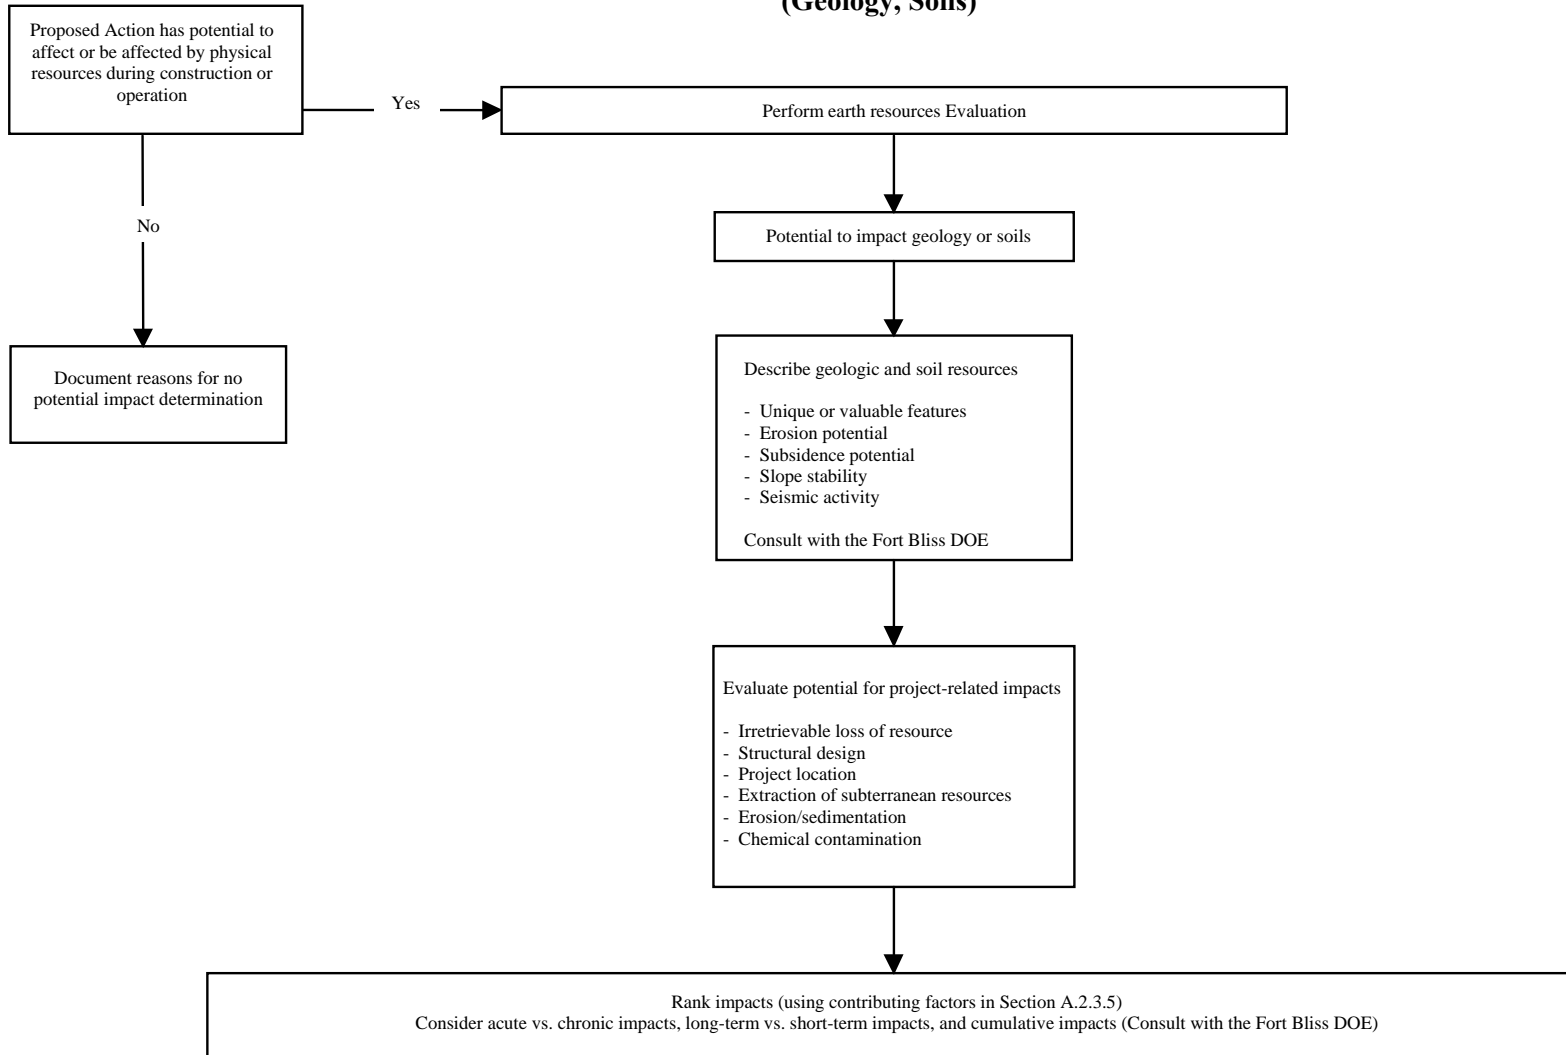 (Geology, Soils)
Proposed Action has potential to
affect or be affected by physical
resources during construction or
operation
Yes
Perform earth resources Evaluation
No
Potential to impact geology or soils
Document reasons for no
potential impact determination
Describe geologic and soil resources
- Unique or valuable features
- Erosion potential
- Subsidence potential
- Slope stability
- Seismic activity
Consult with the Fort Bliss DOE
Evaluate potential for project-related impacts
- Irretrievable loss of resource
- Structural design
- Project location
- Extraction of subterranean resources
- Erosion/sedimentation
- Chemical contamination
Rank impacts (using contributing factors in Section A.2.3.5)
Consider acute vs. chronic impacts, long-term vs. short-term impacts, and cumulative impacts (Consult with the Fort Bliss DOE)